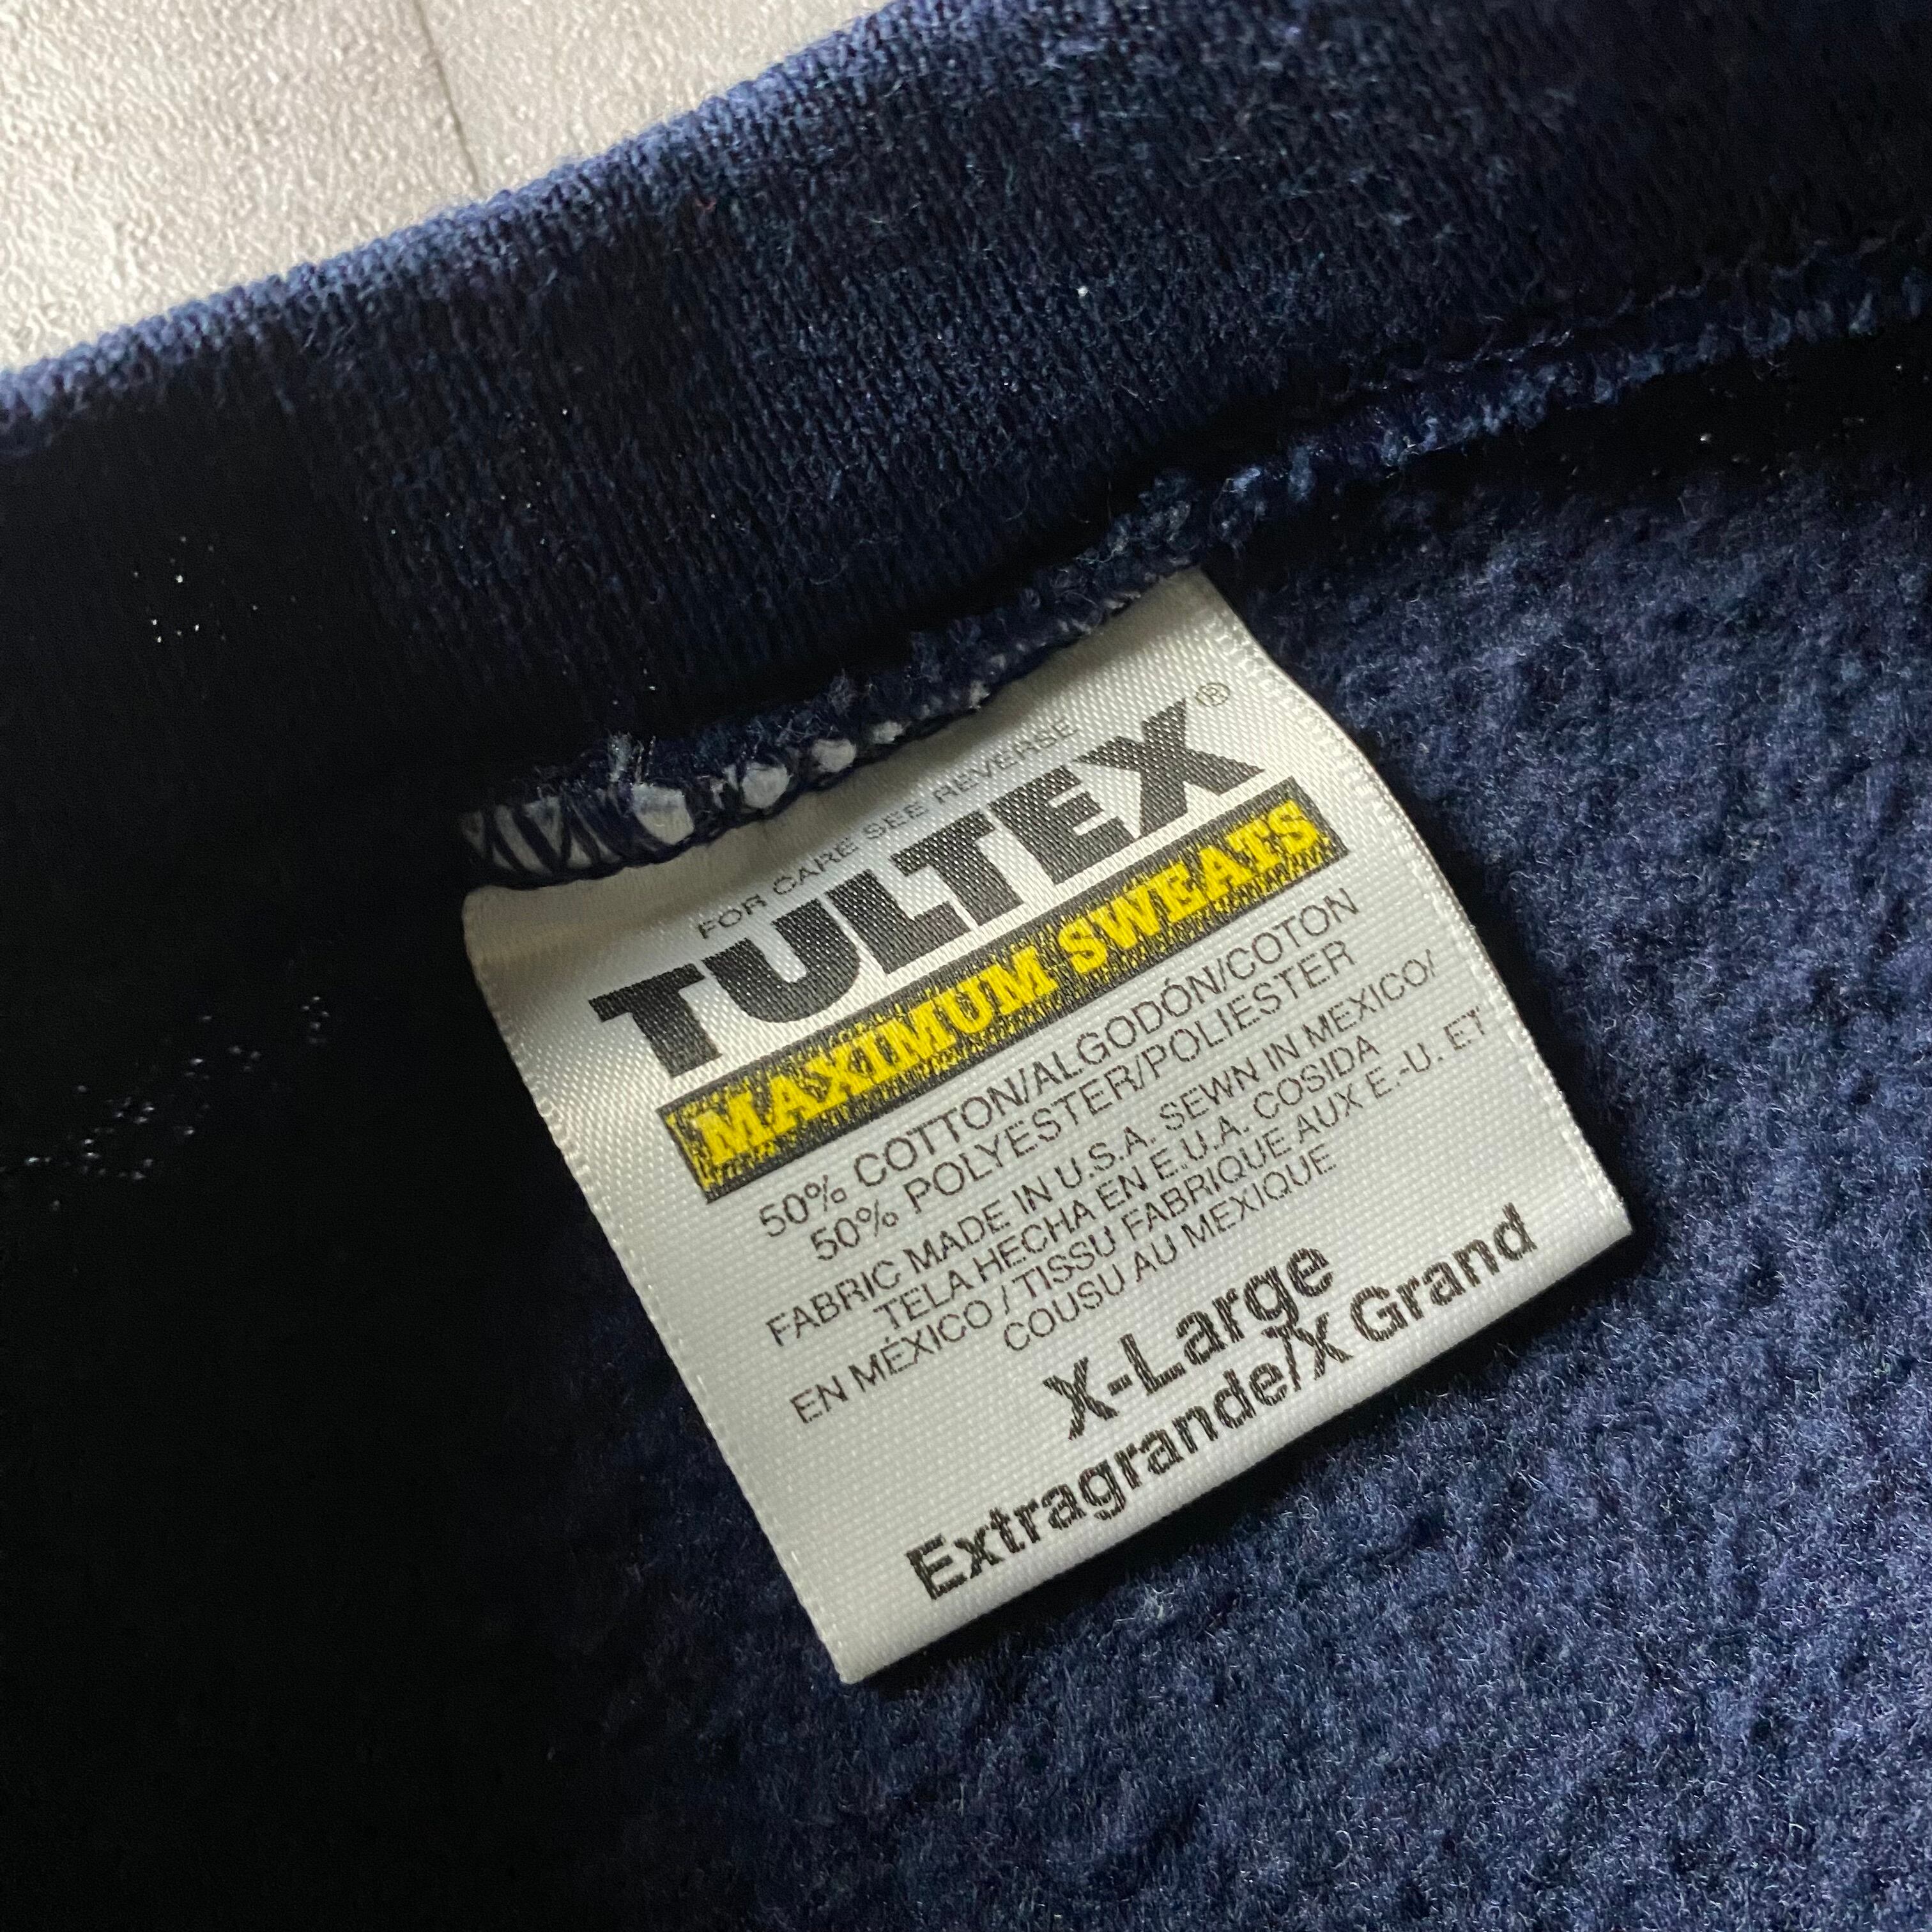 FOR CARE SEE REVERSE
TULTEX®
MAXIMUM SWEATS
50% COTTON/ALGODÓN/COTON
50% POLYESTER/POLIESTER
FABRIC MADE IN U.S.A. SEWN IN MEXICO/
TELA HECHA EN E.U.A. COSIDA
EN MÉXICO / TISSU FABRIQUE AUX E.-U. ET
COUSU AU MEXIQUE
X-Large
Extragrande/X Grand